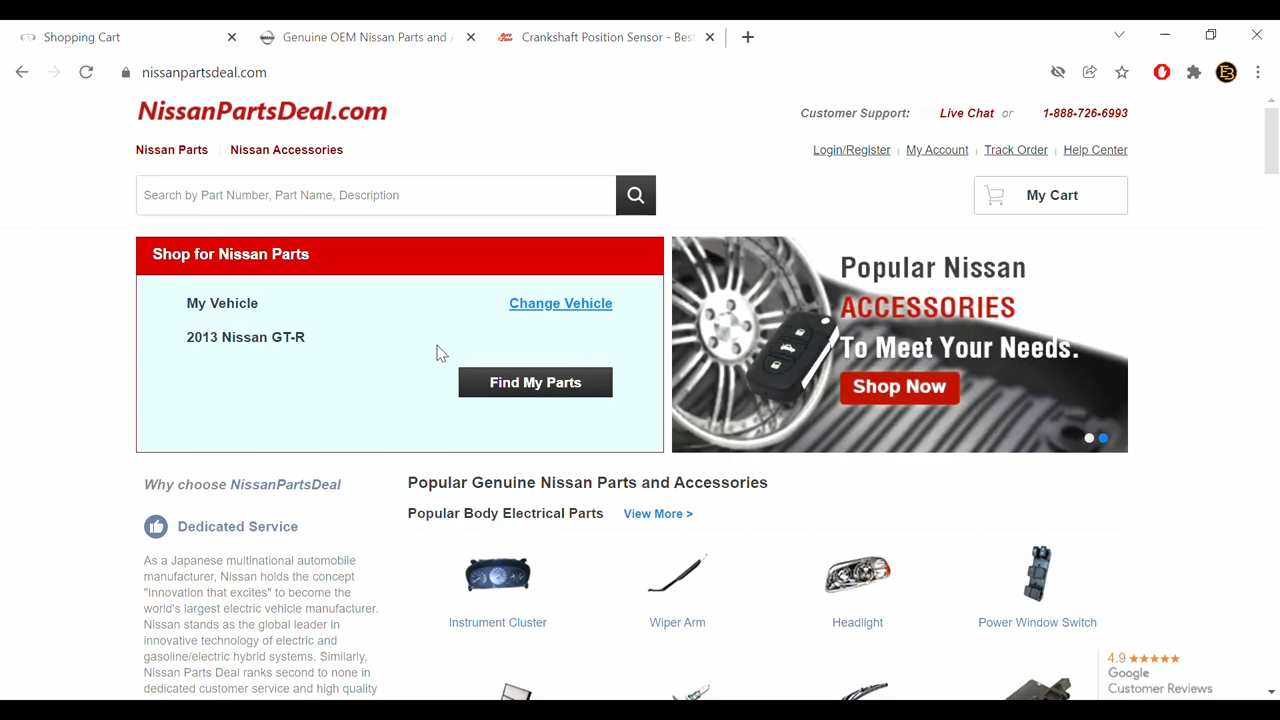 Shopping Cart
Genuine OEM Nissan Parts and A
Crankshaft Position Sensor - Best
nissanpartsdeal.com
NissanPartsDeal.com
Customer Support: Live Chat or 1-888-726-6993
Nissan Parts
Nissan Accessories
Login/Register
My Account
Track Order
Help Center
Search by Part Number, Part Name, Description
My Cart
Shop for Nissan Parts
My Vehicle
Change Vehicle
2013 Nissan GT-R
Find My Parts
Popular Nissan
ACCESSORIES
To Meet Your Needs.
Shop Now
Why choose NissanPartsDeal
Dedicated Service
As a Japanese multinational automobile
manufacturer, Nissan holds the concept
"Innovation that excites" to become the
world's largest electric vehicle manufacturer.
Nissan stands as the global leader in
innovative technology of electric and
gasoline/electric hybrid systems. Similarly,
Nissan Parts Deal ranks second to none in
dedicated customer service and high quality
Popular Genuine Nissan Parts and Accessories
Popular Body Electrical Parts
View More >
Instrument Cluster
Wiper Arm
Headlight
Power Window Switch
4.9
Google
Customer Reviews